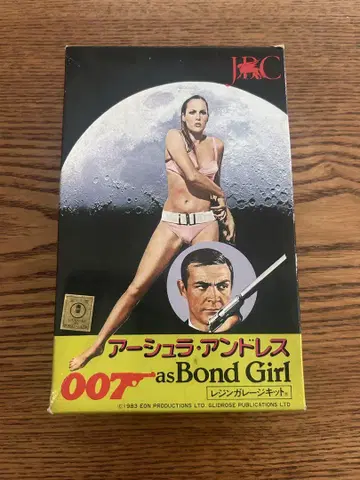 JBC
アーシュラ・アンドレス
007 as Bond Girl
レジンガレージキット®
©1983 EON PRODUCTIONS LTD. GLIDROSE PUBLICATIONS LTD